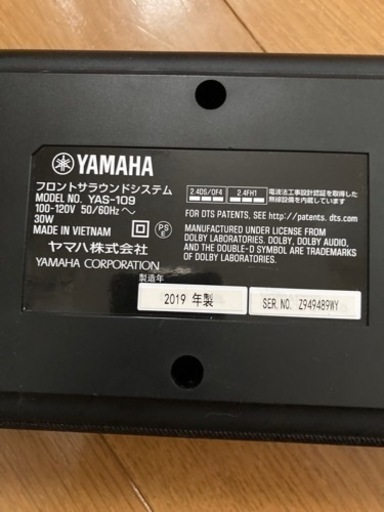 YAMAHA
フロントサラウンドシステム
MODEL NO. YAS-109
100-120V 50/60Hz ～
30W
MADE IN VIETNAM
PS E
ヤマハ株式会社
YAMAHA CORPORATION
2.4DS/OF4 2.4FH1
電波法工事設計認証を取得した
無線設備を内蔵しています
FOR DTS PATENTS, SEE http://patents.dts.com
MANUFACTURED UNDER LICENSE FROM
DOLBY LABORATORIES. DOLBY, DOLBY AUDIO,
AND THE DOUBLE-D SYMBOL ARE TRADEMARKS
OF DOLBY LABORATORIES.
製造年
2019 年製
SER. NO. Z949489WY